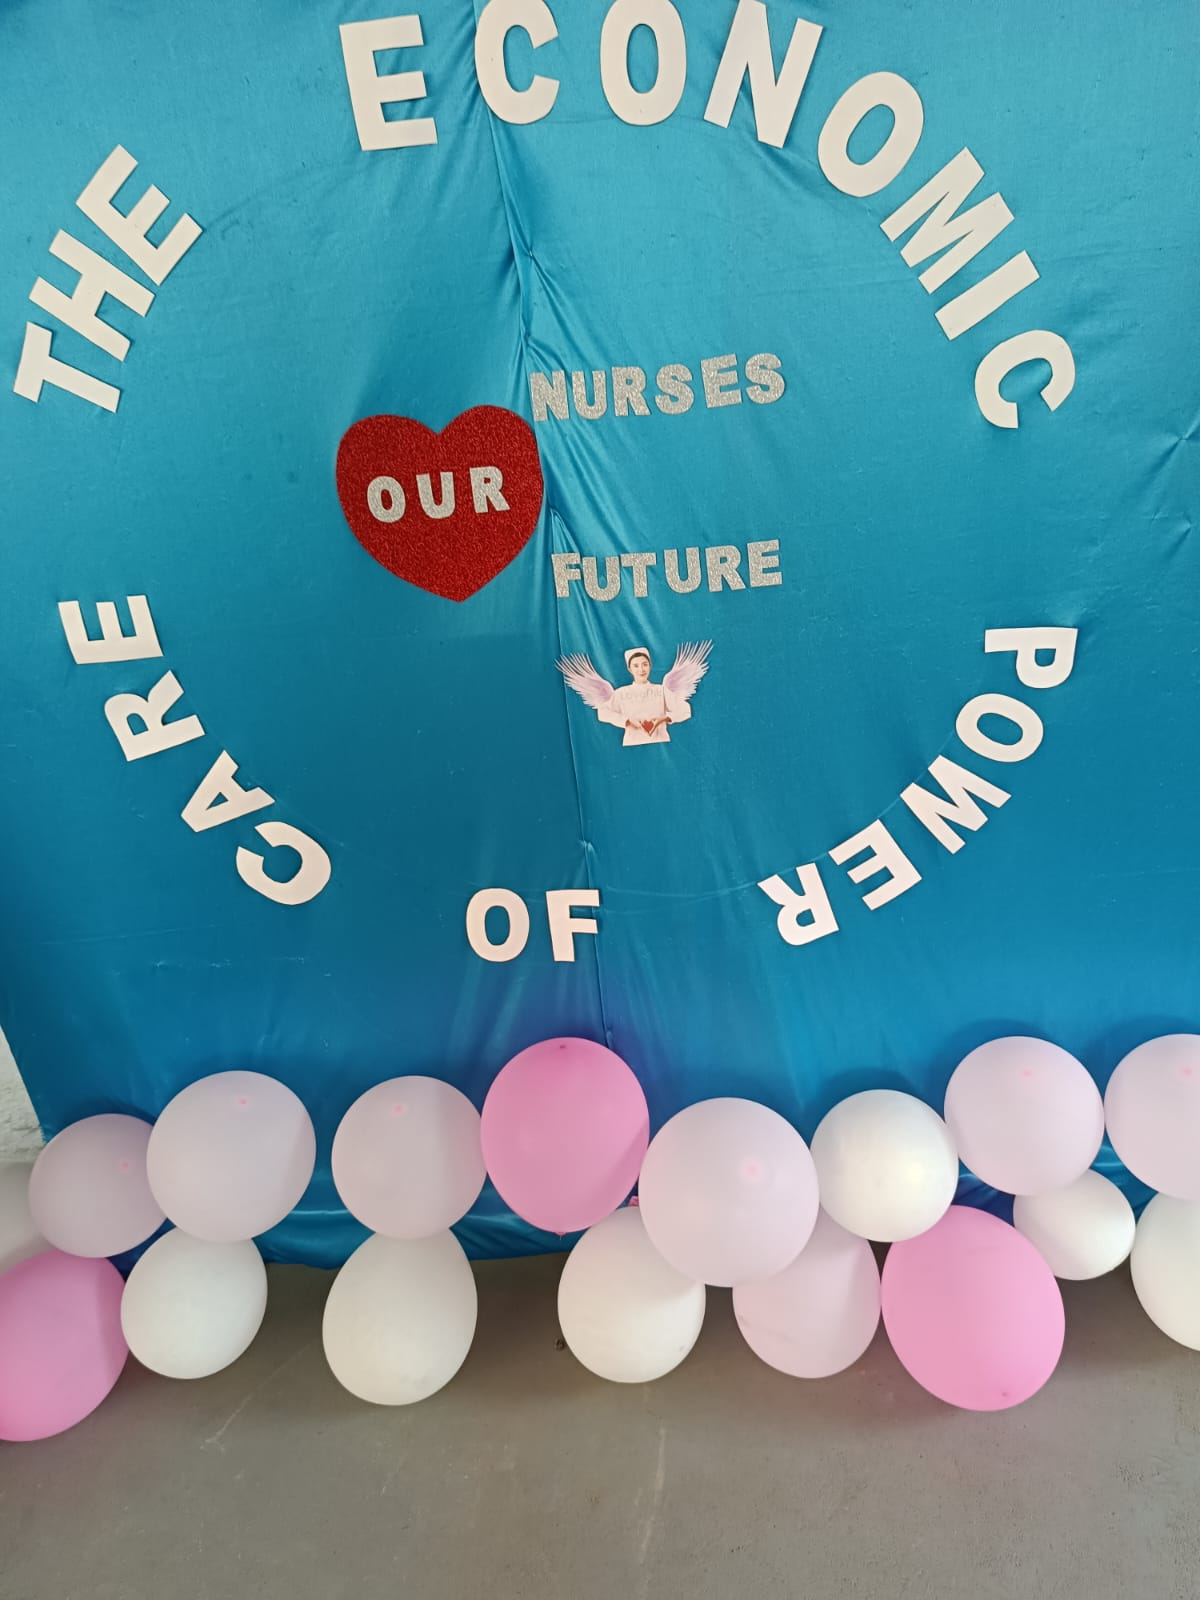 THE ECONOMIC POWER OF CARE
OUR
NURSES
FUTURE